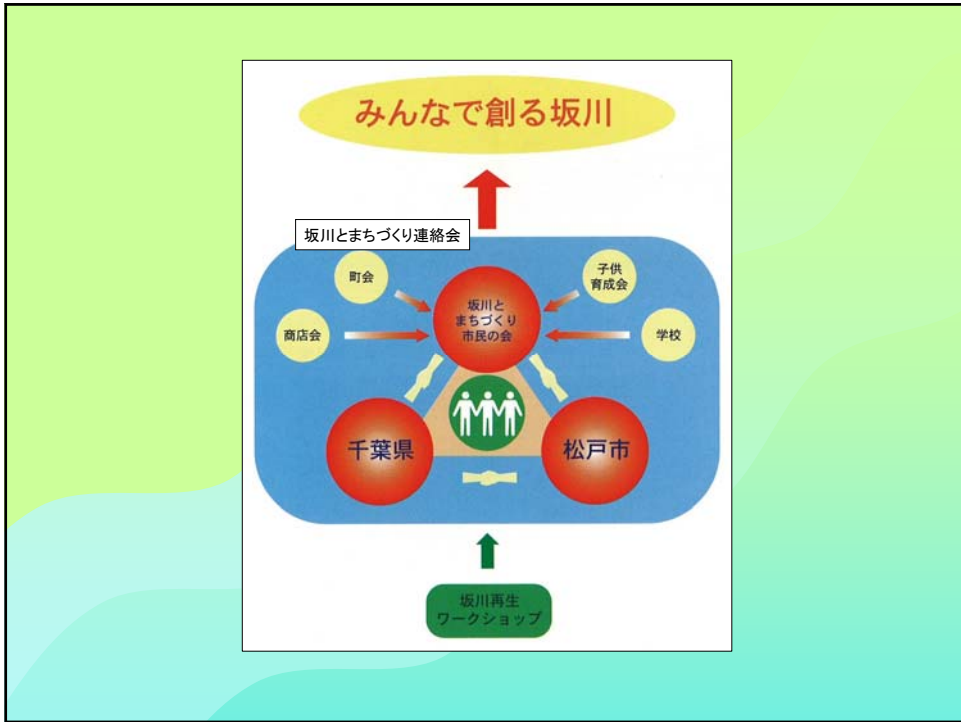 みんなで創る坂川
坂川とまちづくり連絡会
町会
子供
育成会
坂川と
まちづくり
市民の会
商店会
学校
千葉県
松戸市
坂川再生
ワークショップ